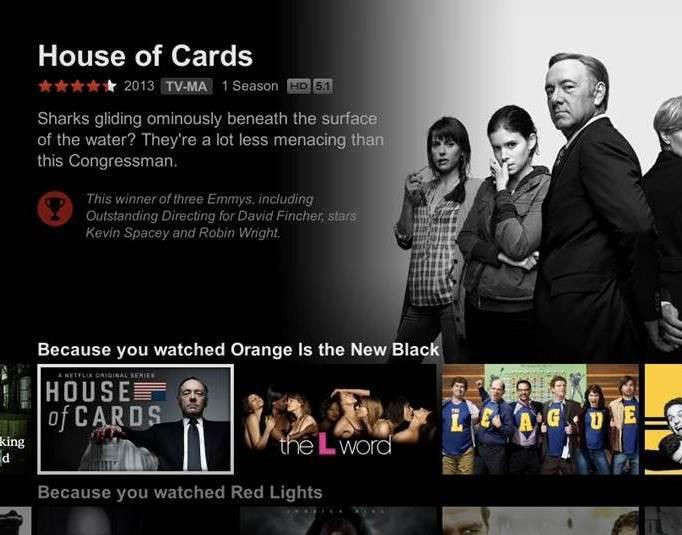 House of Cards
2013 TV-MA 1 Season HD 5.1
Sharks gliding ominously beneath the surface
of the water? They're a lot less menacing than
this Congressman.
This winner of three Emmys, including
Outstanding Directing for David Fincher, stars
Kevin Spacey and Robin Wright.
Because you watched Orange Is the New Black
A NETFLIX ORIGINAL SERIES
HOUSE
of CARDS
the L word
THE LEAGUE
king
d
Because you watched Red Lights